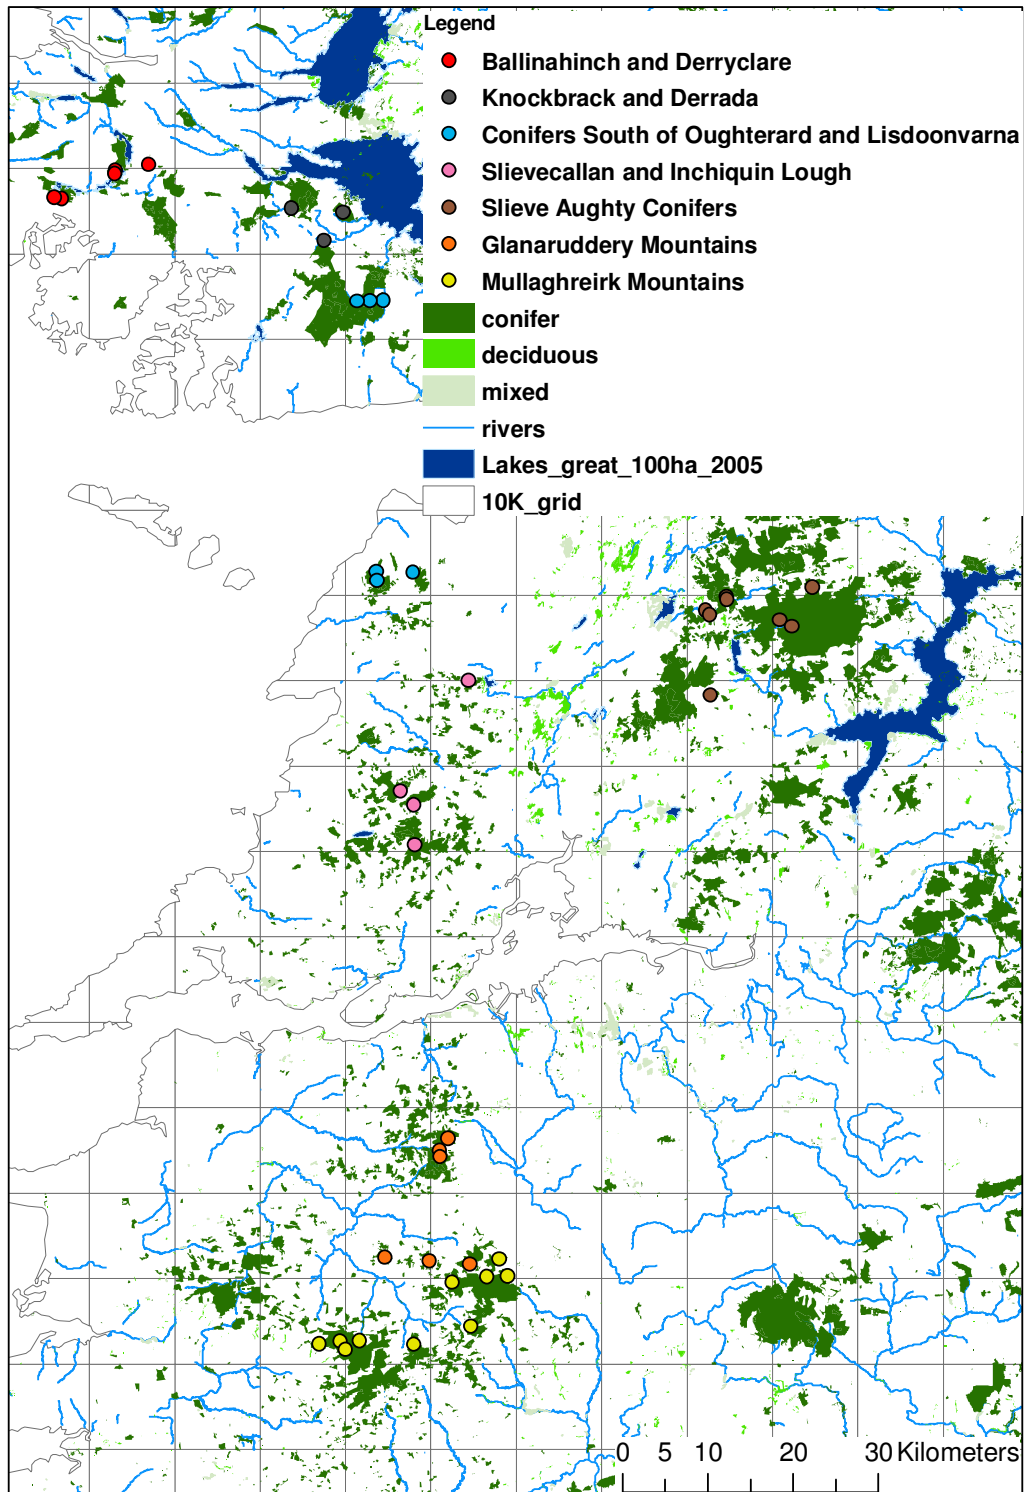 Legend
Ballinahinch and Derryclare
Knockbrack and Derrada
Conifers South of Oughterard and Lisdoonvarna
Slievecallan and Inchiquin Lough
Slieve Aughty Conifers
Glanaruddery Mountains
Mullaghreirk Mountains
conifer
deciduous
mixed
rivers
Lakes_great_100ha_2005
10K_grid
0 5 10 20 30 Kilometers